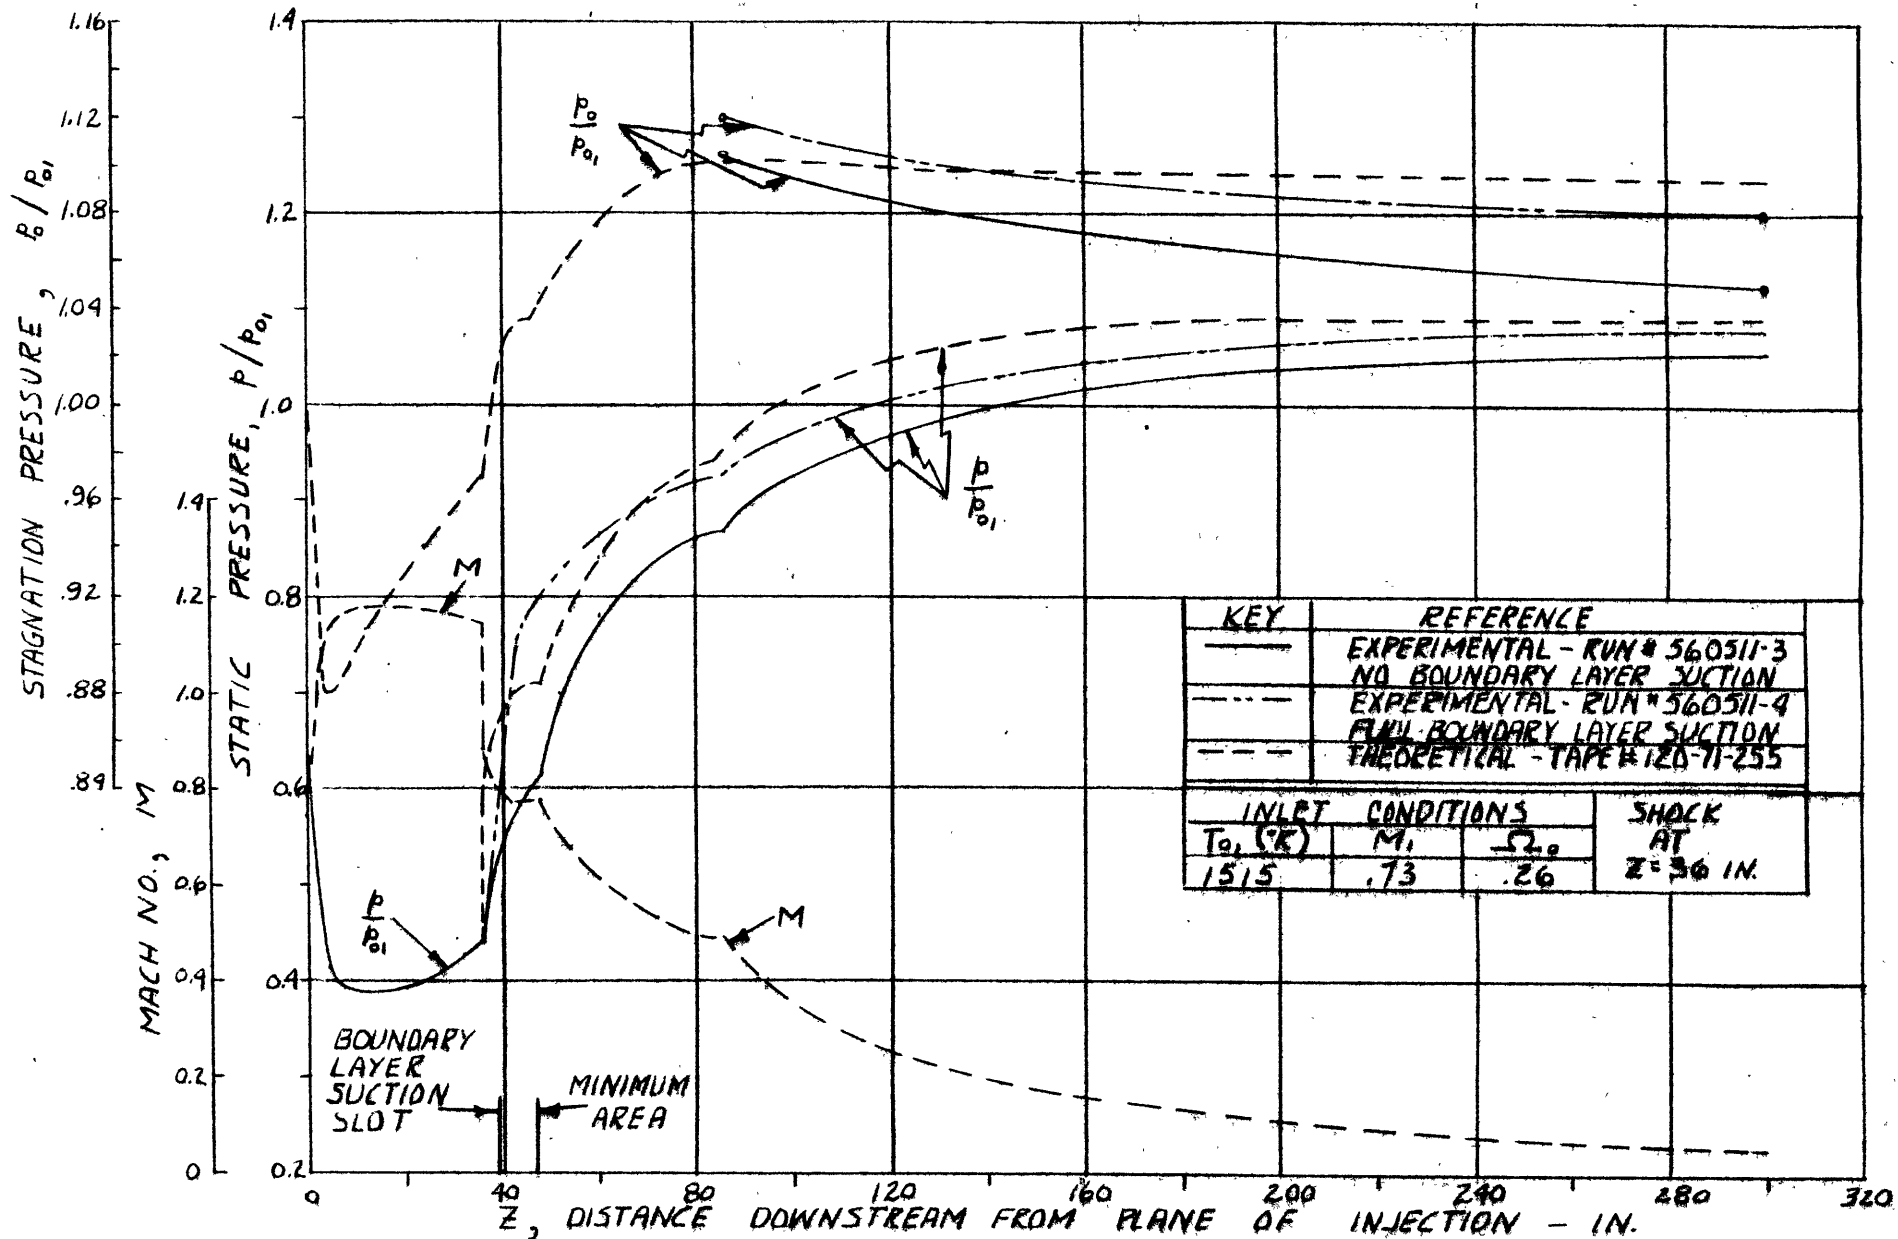 1.16
1.12
1.08
1.04
1.00
.96
.92
.88
.84
STAGNATION PRESSURE, p₀/p₀₁
1.4
1.2
1.0
0.8
0.6
0.4
0.2
0
MACH NO., M
1.4
1.2
1.0
0.8
0.6
0.4
0.2
STATIC PRESSURE, p/p₀₁
p₀
p₀₁
M
p
p₀₁
p
p₀₁
M
BOUNDARY
LAYER
SUCTION
SLOT
MINIMUM
AREA
KEY REFERENCE
EXPERIMENTAL - RUN # 560511-3
NO BOUNDARY LAYER SUCTION
EXPERIMENTAL - RUN # 560511-4
FULL BOUNDARY LAYER SUCTION
THEORETICAL - TAPE # 120-71-255
INLET CONDITIONS
T₀₁ (°K) M₁ Ω₀
1515 .73 .26
SHOCK
AT
Z = 36 IN.
0 40 80 120 160 200 240 280 320
Z, DISTANCE DOWNSTREAM FROM PLANE OF INJECTION - IN.